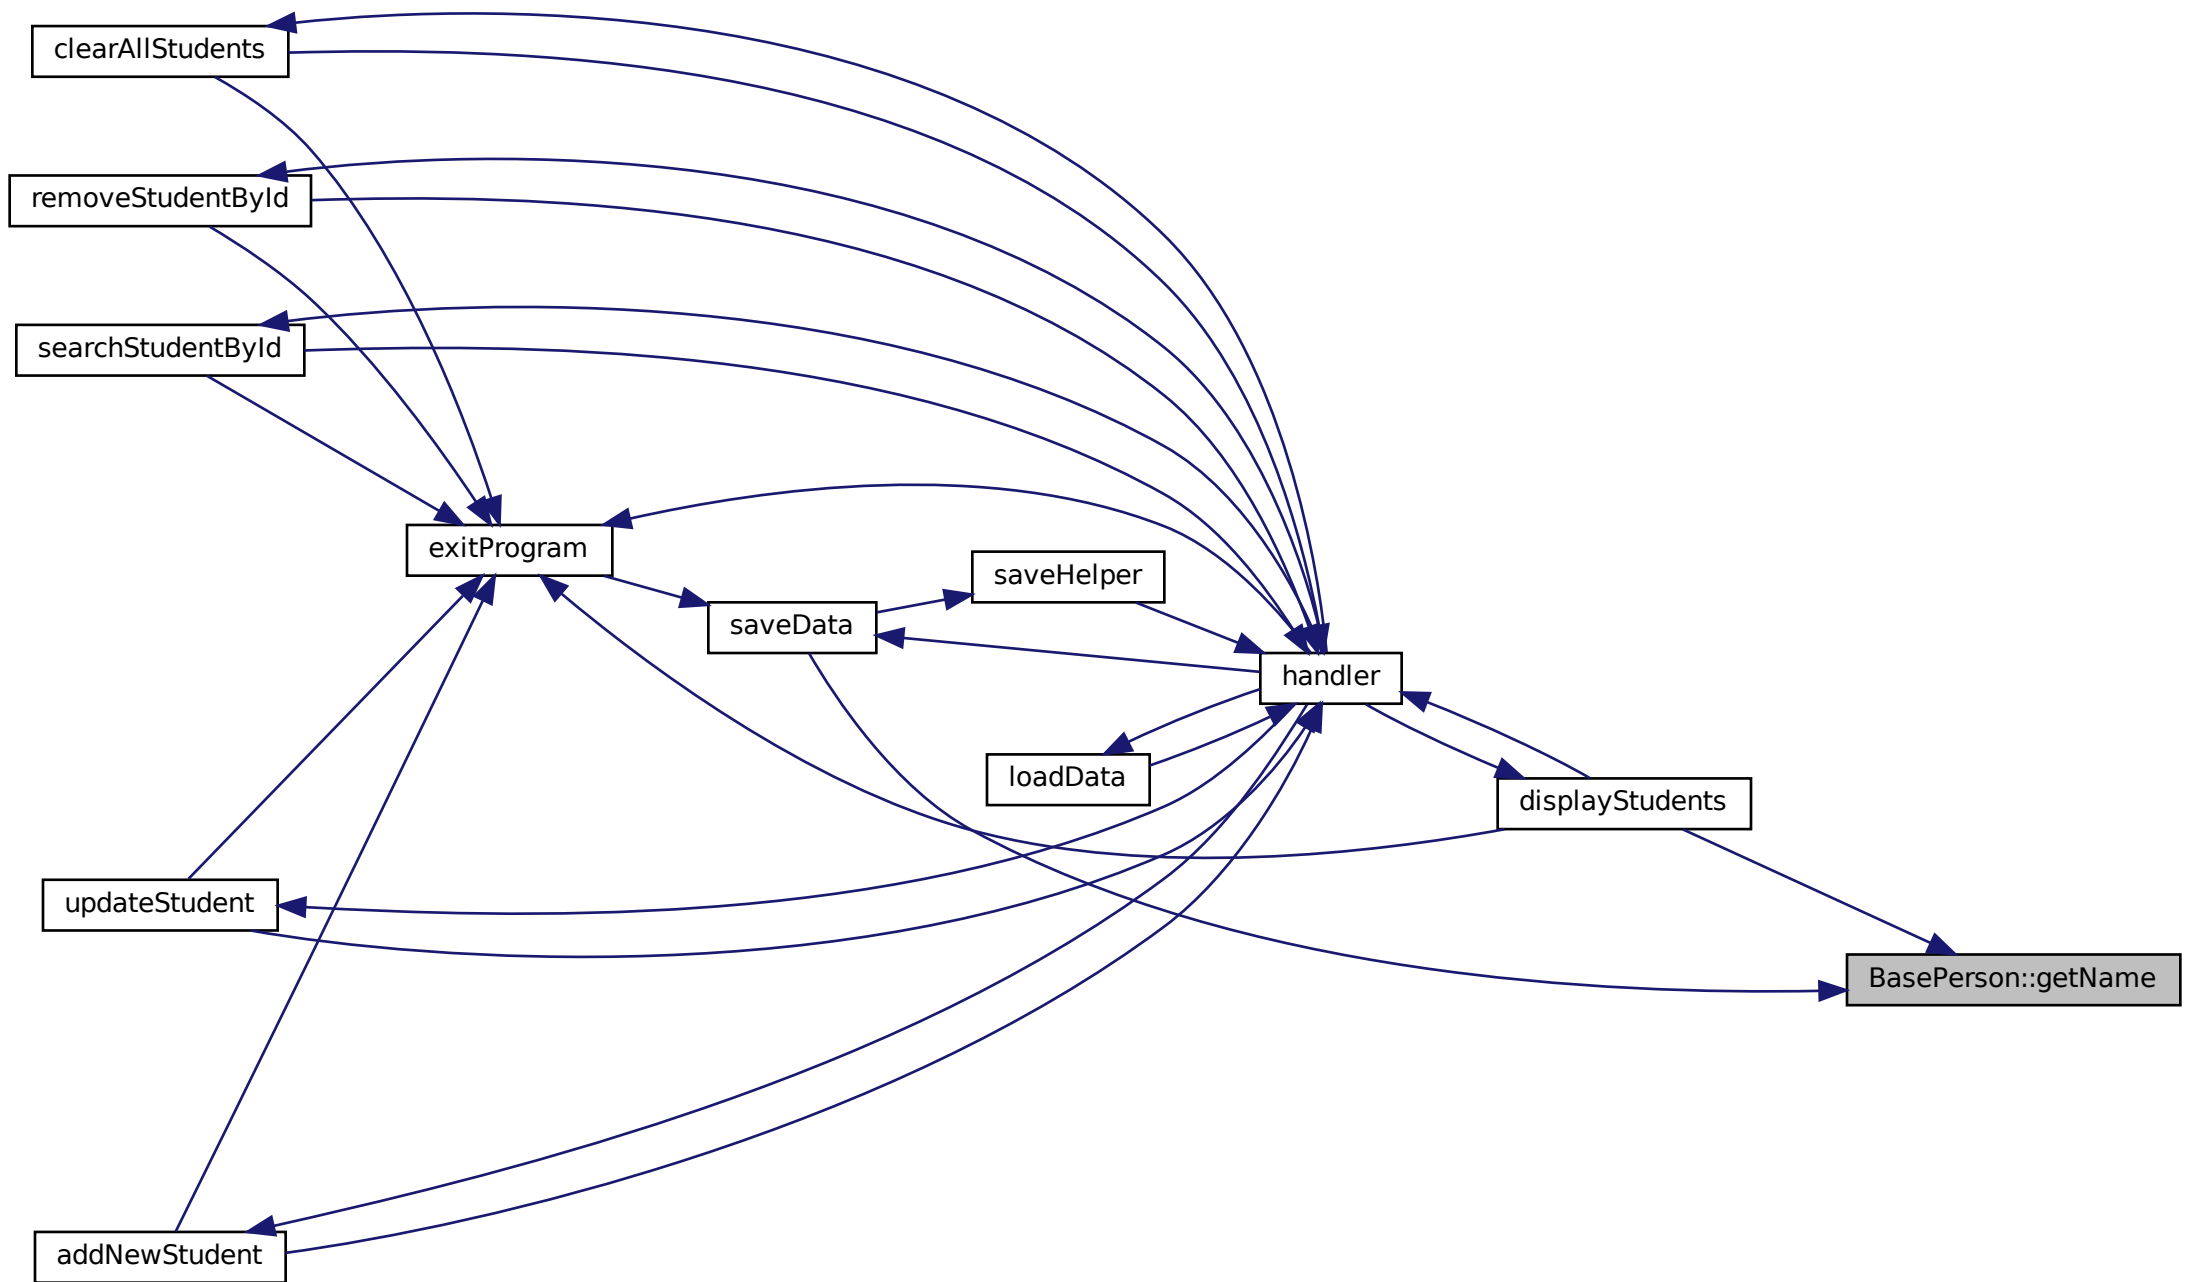 clearAllStudents
removeStudentById
searchStudentById
exitProgram
saveHelper
saveData
handler
loadData
displayStudents
updateStudent
BasePerson::getName
addNewStudent